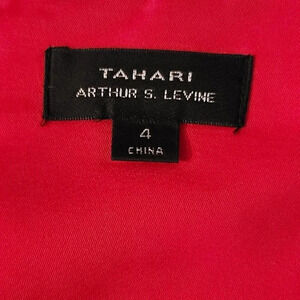 TAHARI
ARTHUR S. LEVINE
4
CHINA